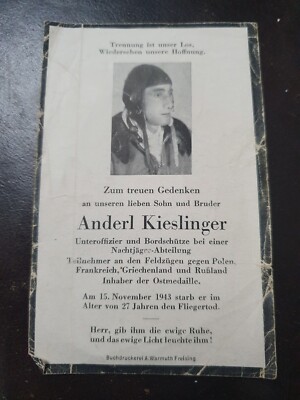 Trennung ist unser Los,
Wiedersehen unsere Hoffnung.
Zum treuen Gedenken
an unseren lieben Sohn und Bruder
Anderl Kieslinger
Unteroffizier und Bordschütze bei einer
Nachtjäger-Abteilung
Teilnehmer an den Feldzügen gegen Polen,
Frankreich, Griechenland und Rußland
Inhaber der Ostmedaille.
Am 15. November 1943 starb er im
Alter von 27 Jahren den Fliegertod.
Herr, gib ihm die ewige Ruhe,
und das ewige Licht leuchte ihm!
Buchdruckerei A. Warmuth Freising